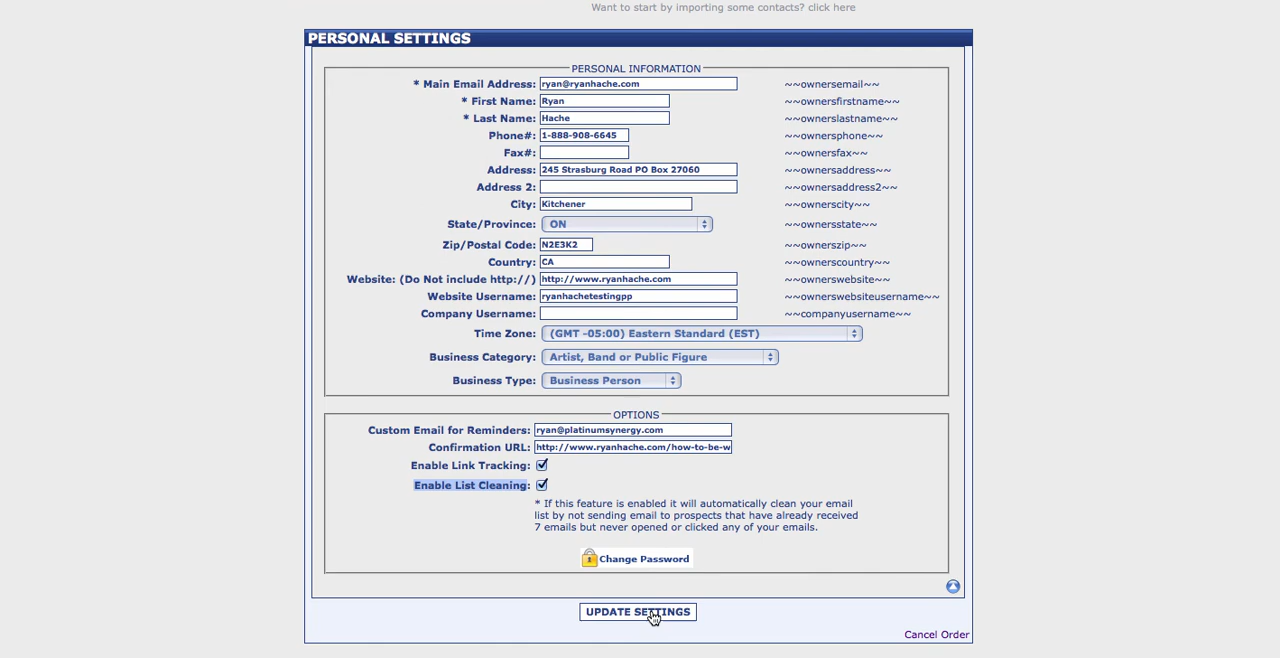 Want to start by importing some contacts? click here
PERSONAL SETTINGS
PERSONAL INFORMATION
* Main Email Address: ryan@ryanhache.com ~~ownersemail~~
* First Name: Ryan ~~ownersfirstname~~
* Last Name: Hache ~~ownerslastname~~
Phone#: 1-888-908-6645 ~~ownersphone~~
Fax#: ~~ownersfax~~
Address: 245 Strasburg Road PO Box 27060 ~~ownersaddress~~
Address 2: ~~ownersaddress2~~
City: Kitchener ~~ownerscity~~
State/Province: ON ~~ownersstate~~
Zip/Postal Code: N2E3K2 ~~ownerszip~~
Country: CA ~~ownerscountry~~
Website: (Do Not include http://) http://www.ryanhache.com ~~ownerswebsite~~
Website Username: ryanhachetestingpp ~~ownerswebsiteusername~~
Company Username: ~~companyusername~~
Time Zone: (GMT -05:00) Eastern Standard (EST)
Business Category: Artist, Band or Public Figure
Business Type: Business Person
OPTIONS
Custom Email for Reminders: ryan@platinumsynergy.com
Confirmation URL: http://www.ryanhache.com/how-to-be-w
Enable Link Tracking:
Enable List Cleaning:
* If this feature is enabled it will automatically clean your email
list by not sending email to prospects that have already received
7 emails but never opened or clicked any of your emails.
Change Password
UPDATE SETTINGS
Cancel Order